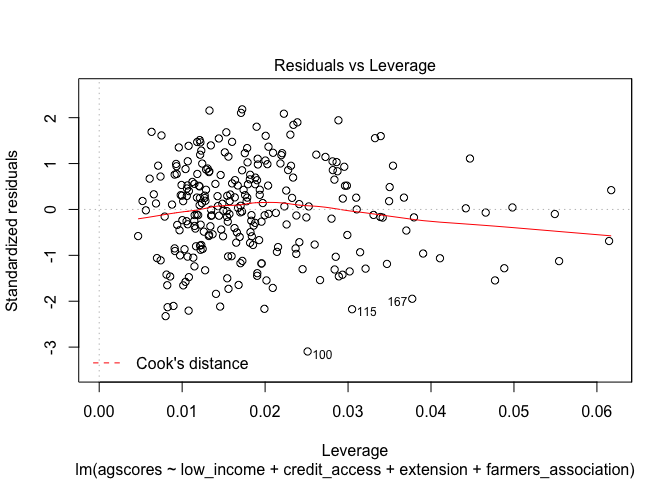 Residuals vs Leverage
Standardized residuals
2
1
0
-1
-2
-3
167
115
100
Cook's distance
0.00 0.01 0.02 0.03 0.04 0.05 0.06
Leverage
lm(agscores ~ low_income + credit_access + extension + farmers_association)